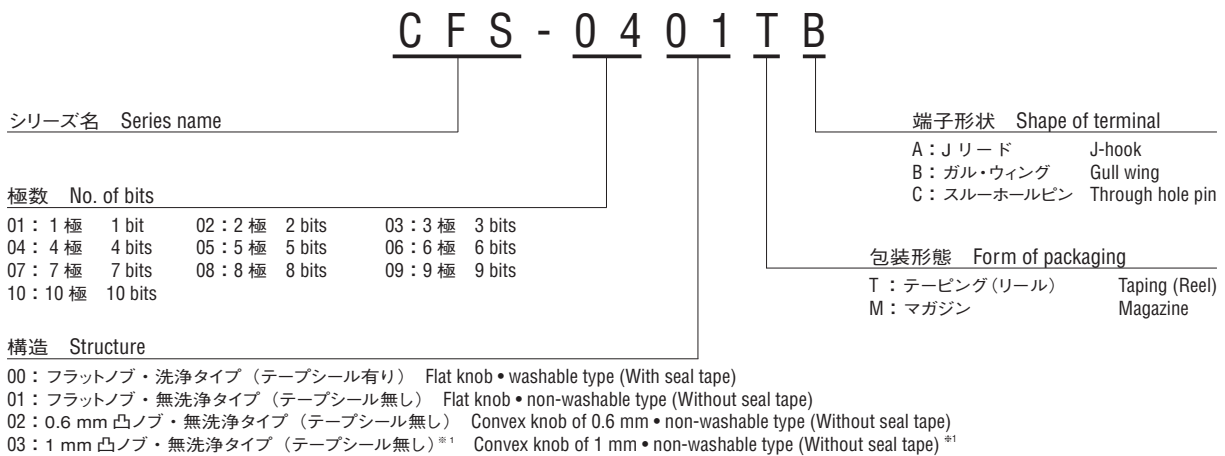 CFS-0401TB
シリーズ名 Series name
端子形状 Shape of terminal
A：J リード J-hook
B：ガル・ウィング Gull wing
C：スルーホールピン Through hole pin
極数 No. of bits
01：1 極 1 bit 02：2 極 2 bits 03：3 極 3 bits
04：4 極 4 bits 05：5 極 5 bits 06：6 極 6 bits
07：7 極 7 bits 08：8 極 8 bits 09：9 極 9 bits
10：10 極 10 bits
包装形態 Form of packaging
T：テーピング（リール） Taping (Reel)
M：マガジン Magazine
構造 Structure
00：フラットノブ・洗浄タイプ（テープシール有り） Flat knob • washable type (With seal tape)
01：フラットノブ・無洗浄タイプ（テープシール無し） Flat knob • non-washable type (Without seal tape)
02：0.6 mm 凸ノブ・無洗浄タイプ（テープシール無し） Convex knob of 0.6 mm • non-washable type (Without seal tape)
03：1 mm 凸ノブ・無洗浄タイプ（テープシール無し）※1 Convex knob of 1 mm • non-washable type (Without seal tape) ※1